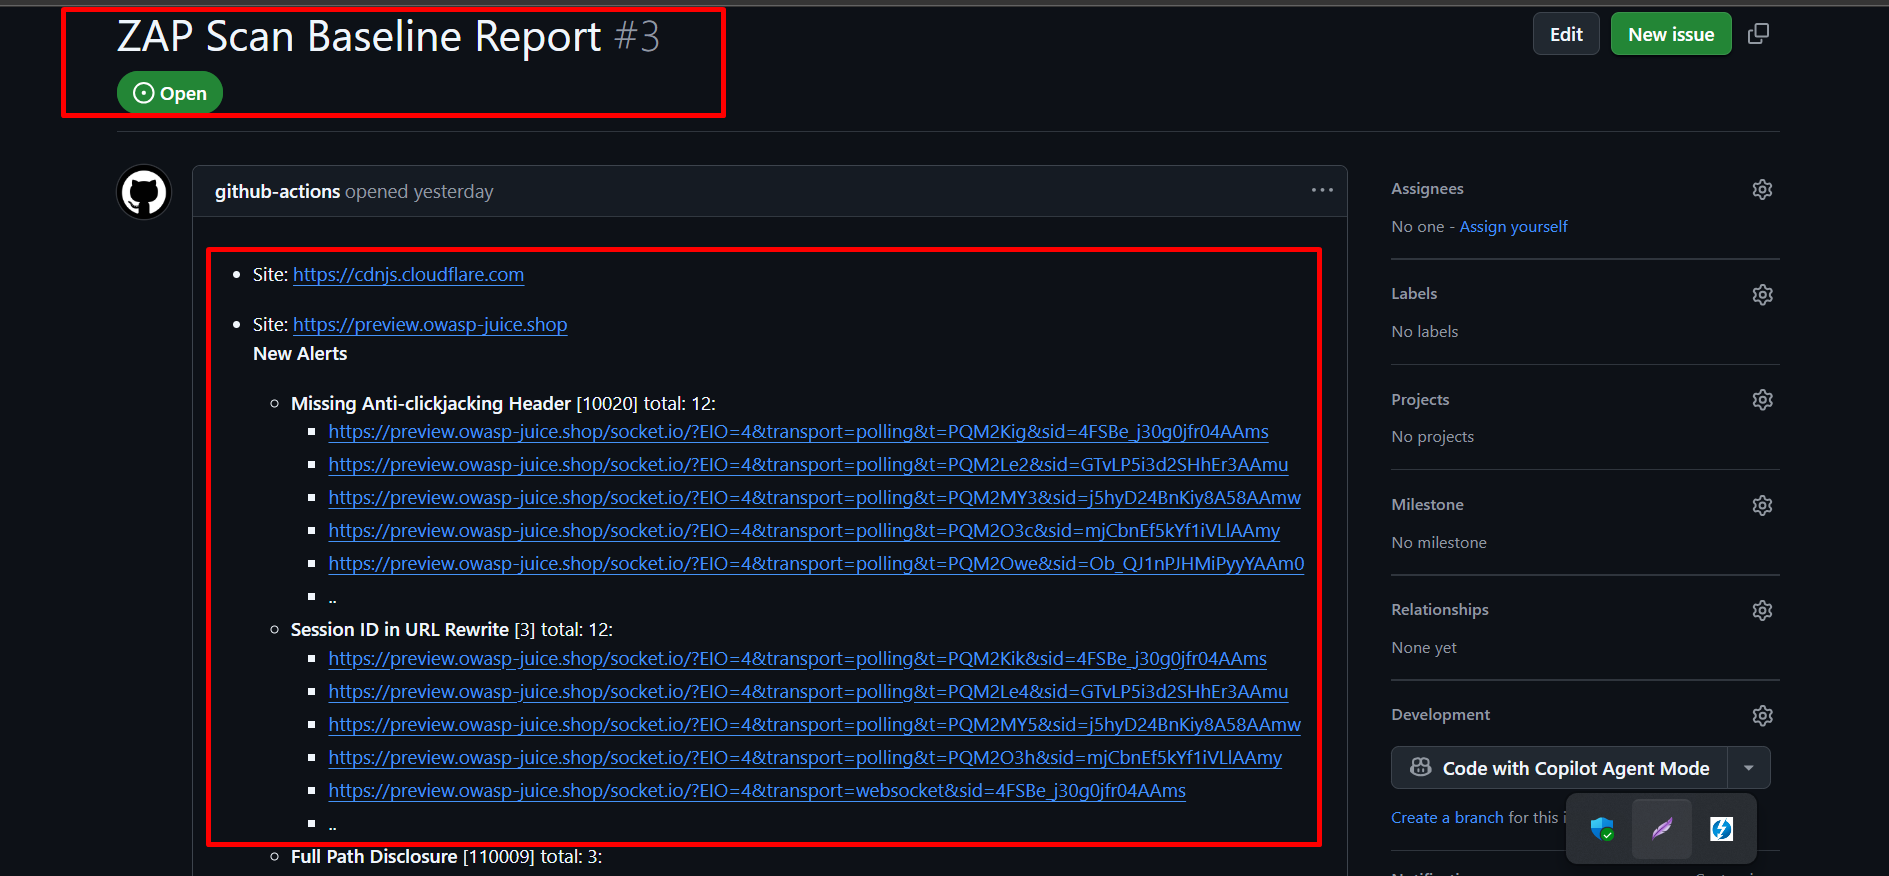 ZAP Scan Baseline Report #3
Edit
New issue
Open
github-actions opened yesterday
Site: https://cdnjs.cloudflare.com
Site: https://preview.owasp-juice.shop
New Alerts
Missing Anti-clickjacking Header [10020] total: 12:
https://preview.owasp-juice.shop/socket.io/?EIO=4&transport=polling&t=PQM2Kig&sid=4FSBe_j30g0jfr04AAms
https://preview.owasp-juice.shop/socket.io/?EIO=4&transport=polling&t=PQM2Le2&sid=GTvLP5i3d2SHhEr3AAmu
https://preview.owasp-juice.shop/socket.io/?EIO=4&transport=polling&t=PQM2MY3&sid=j5hyD24BnKiy8A58AAmw
https://preview.owasp-juice.shop/socket.io/?EIO=4&transport=polling&t=PQM2O3c&sid=mjCbnEf5kYf1iVLlAAmy
https://preview.owasp-juice.shop/socket.io/?EIO=4&transport=polling&t=PQM2Owe&sid=Ob_QJ1nPJHMiPyyYAAm0
..
Session ID in URL Rewrite [3] total: 12:
https://preview.owasp-juice.shop/socket.io/?EIO=4&transport=polling&t=PQM2Kik&sid=4FSBe_j30g0jfr04AAms
https://preview.owasp-juice.shop/socket.io/?EIO=4&transport=polling&t=PQM2Le4&sid=GTvLP5i3d2SHhEr3AAmu
https://preview.owasp-juice.shop/socket.io/?EIO=4&transport=polling&t=PQM2MY5&sid=j5hyD24BnKiy8A58AAmw
https://preview.owasp-juice.shop/socket.io/?EIO=4&transport=polling&t=PQM2O3h&sid=mjCbnEf5kYf1iVLlAAmy
https://preview.owasp-juice.shop/socket.io/?EIO=4&transport=websocket&sid=4FSBe_j30g0jfr04AAms
..
Full Path Disclosure [110009] total: 3:
Assignees
No one - Assign yourself
Labels
No labels
Projects
No projects
Milestone
No milestone
Relationships
None yet
Development
Code with Copilot Agent Mode
Create a branch for this